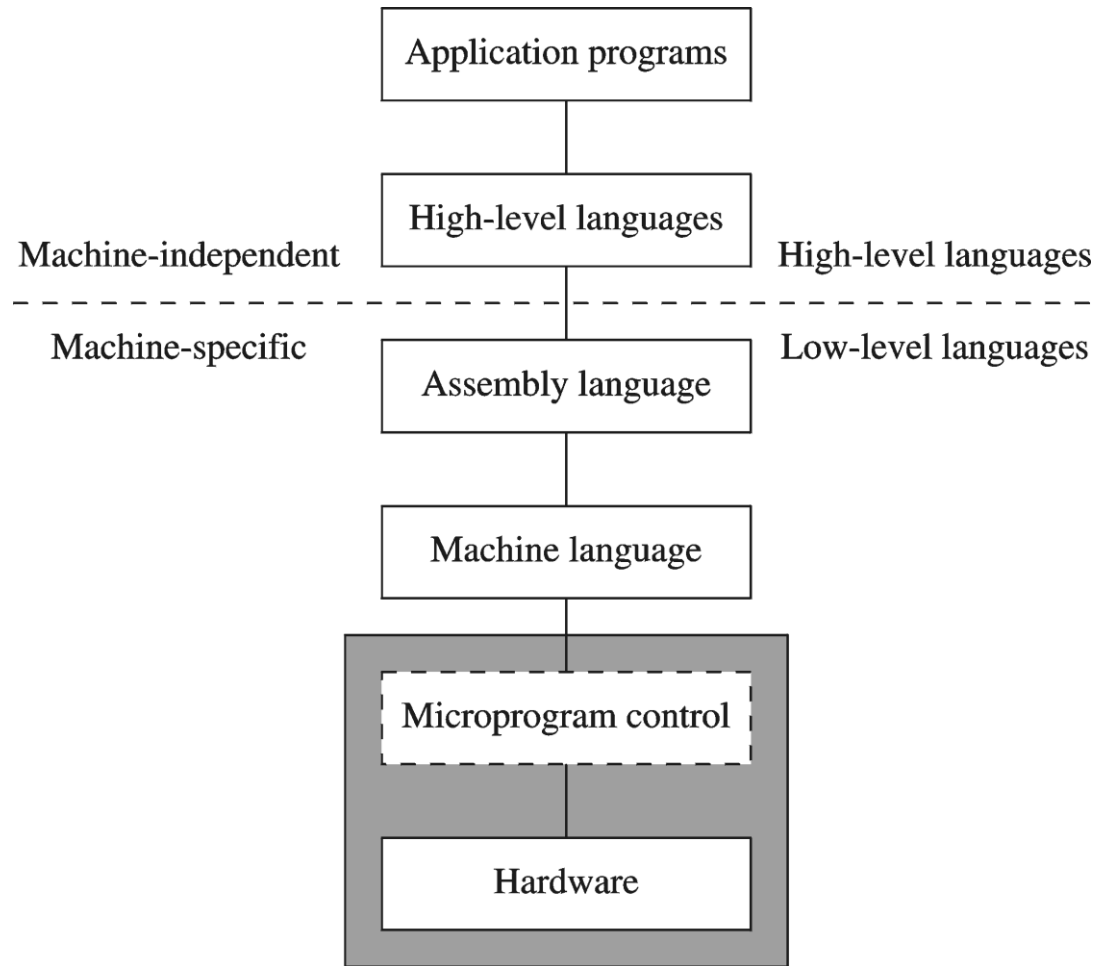 Application programs
High-level languages
Machine-independent
High-level languages
Machine-specific
Low-level languages
Assembly language
Machine language
Microprogram control
Hardware